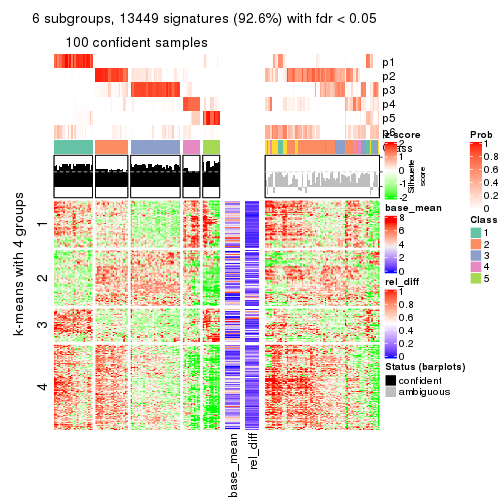 6 subgroups, 13449 signatures (92.6%) with fdr < 0.05
100 confident samples
p1
p2
p3
p4
p5
p6
Class
z-score
2
1
0
-1
-2
Silhouette
score
base_mean
8
6
4
2
0
rel_diff
1
0.8
0.6
0.4
0.2
0
Status (barplots)
confident
ambiguous
Prob
1
0.8
0.6
0.4
0.2
0
Class
1
2
3
4
5
k-means with 4 groups
1
2
3
4
base_mean
rel_diff